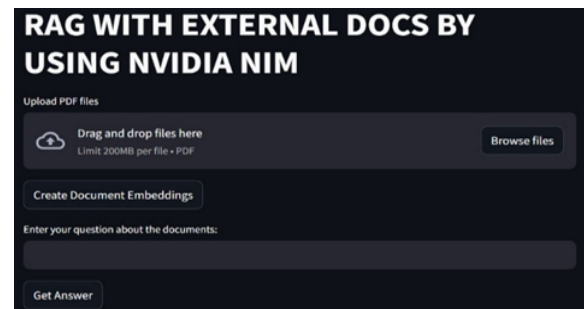 RAG WITH EXTERNAL DOCS BY
USING NVIDIA NIM
Upload PDF files
Drag and drop files here
Limit 200MB per file • PDF
Browse files
Create Document Embeddings
Enter your question about the documents:
Get Answer